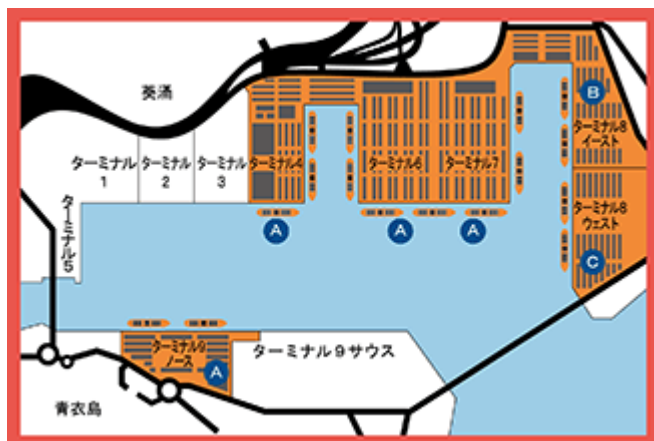 葵涌
ターミナル
1
ターミナル
2
ターミナル
3
ターミナル4
ターミナル6
ターミナル7
B
ターミナル8
イースト
ターミナル8
ウェスト
C
ターミナル5
A
A
A
ターミナル9
ノース
A
ターミナル9サウス
青衣島